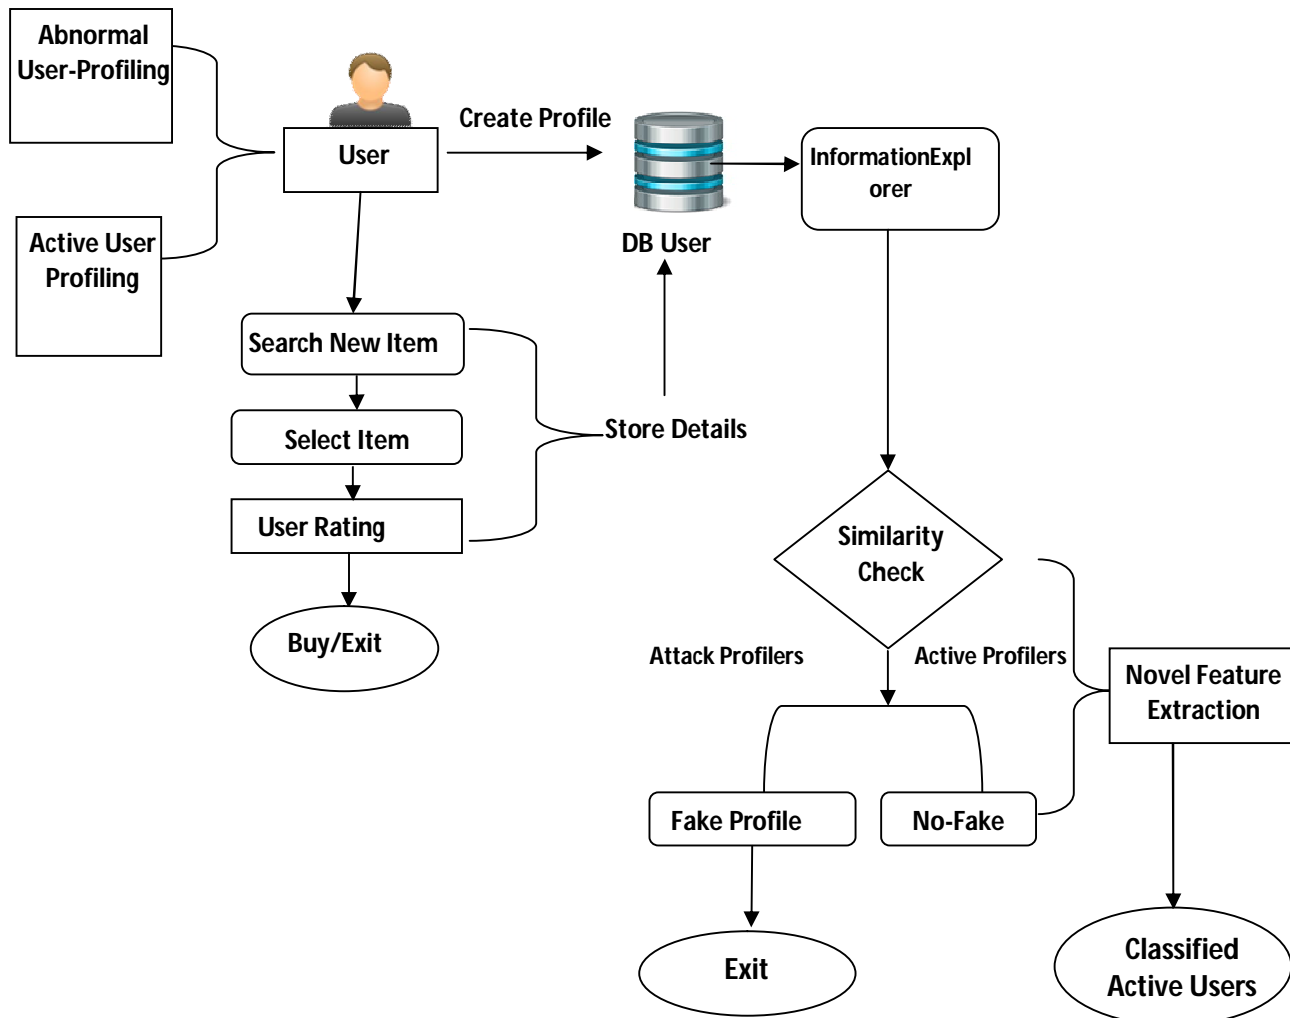 Abnormal
User-Profiling
User
Create Profile
InformationExpl
orer
Active User
Profiling
DB User
Search New Item
Select Item
Store Details
User Rating
Similarity
Check
Buy/Exit
Attack Profilers
Active Profilers
Novel Feature
Extraction
Fake Profile
No-Fake
Exit
Classified
Active Users